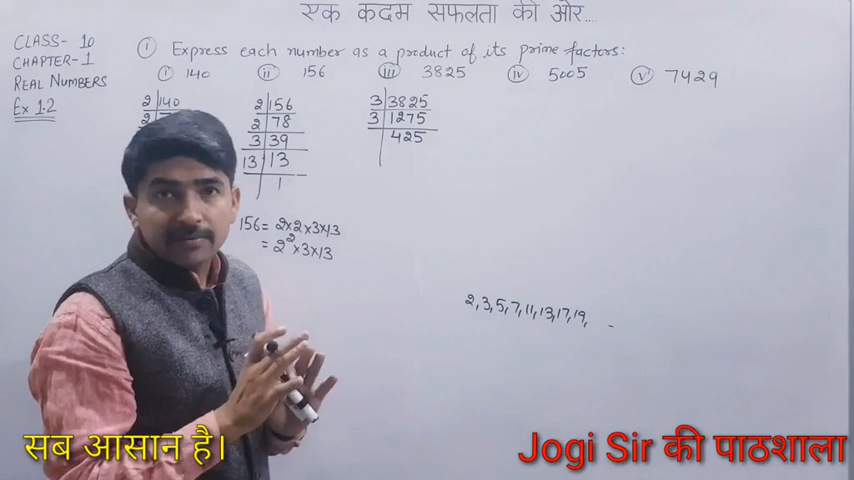 एक कदम सफलता की ओर....
CLASS- 10
CHAPTER-1
REAL NUMBERS
Ex 1.2
① Express each number as a product of its prime factors:
(i) 140 (ii) 156 (iii) 3825 (iv) 5005 (v) 7429
2 | 140
2 |
2 | 156
2 | 78
3 | 39
13 | 13
1
3 | 3825
3 | 1275
425
156 = 2×2×3×13
= 2²×3×13
2, 3, 5, 7, 11, 13, 17, 19,
सब आसान है।
Jogi Sir की पाठशाला